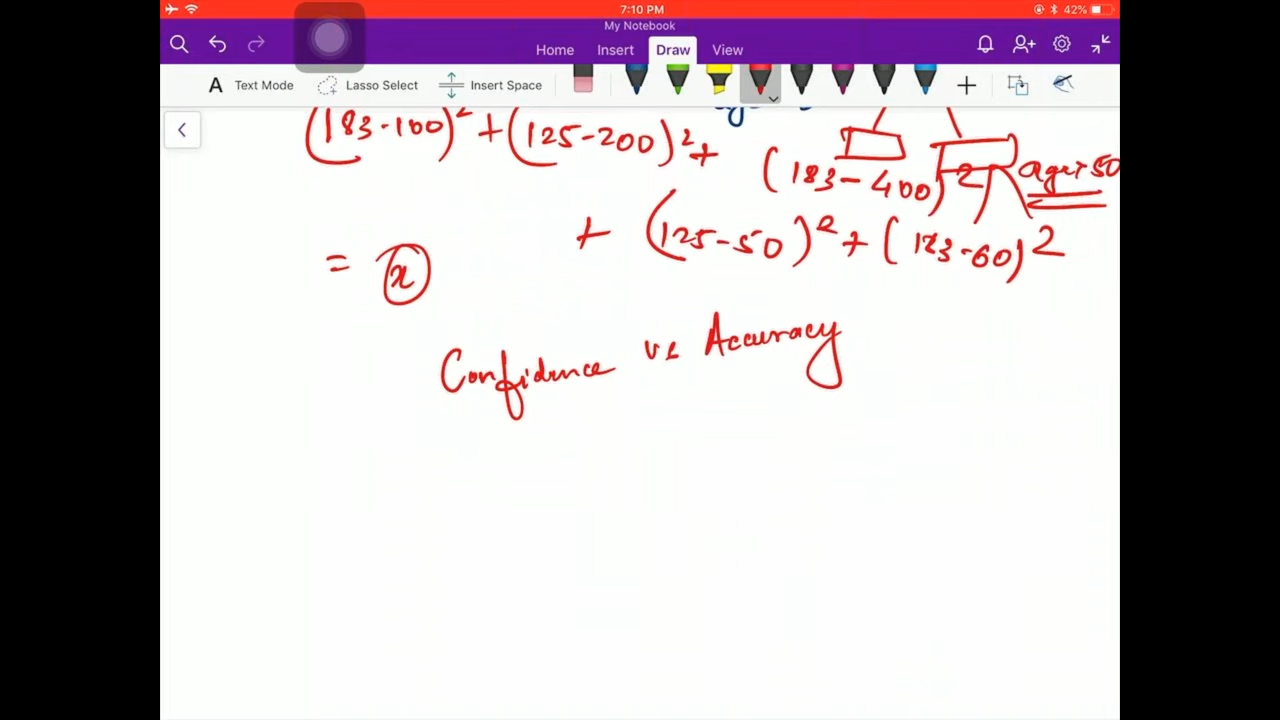 7:10 PM
42%
My Notebook
Home Insert Draw View
A Text Mode Lasso Select Insert Space
(183-100)² + (125-200)² +
(183-400)² age > 50
+ (125-50)² + (183-60)²
= x
Confidence vs Accuracy